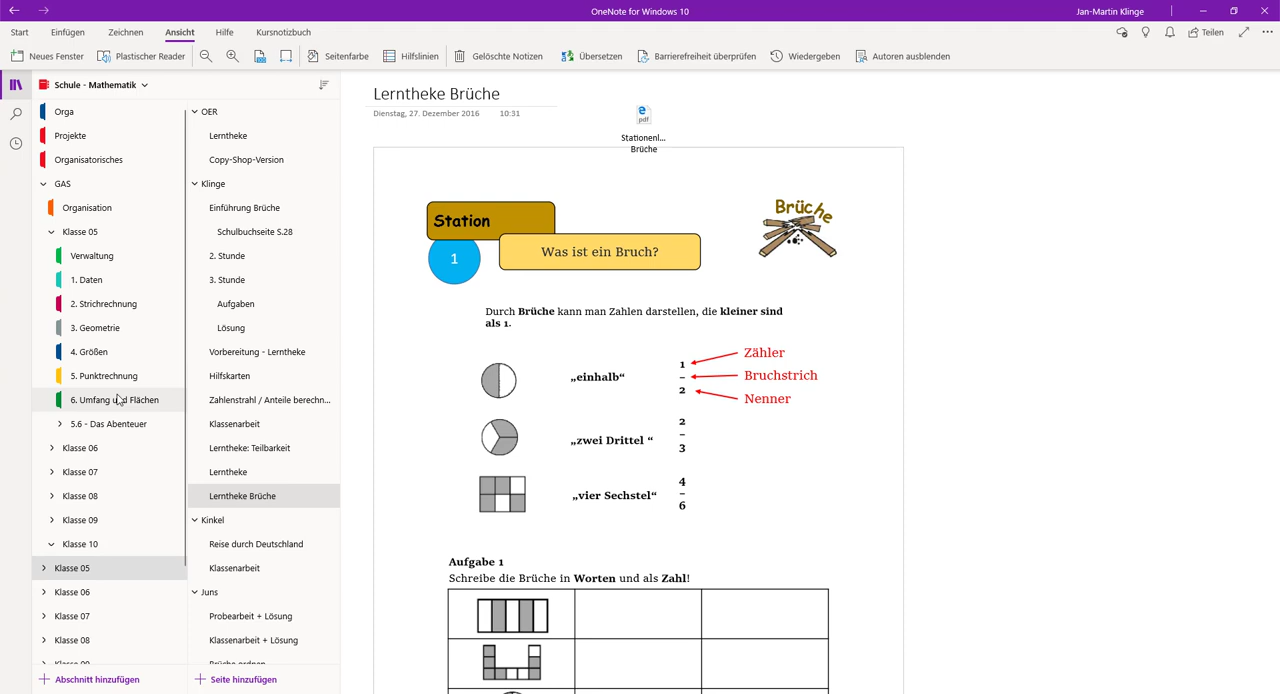 OneNote for Windows 10
Jan-Martin Klinge
Start
Einfügen
Zeichnen
Ansicht
Hilfe
Kursnotizbuch
Teilen
Neues Fenster
Plastischer Reader
Seitenfarbe
Hilfslinien
Gelöschte Notizen
Übersetzen
Barrierefreiheit überprüfen
Wiedergeben
Autoren ausblenden
Schule - Mathematik
Orga
Projekte
Organisatorisches
GAS
Organisation
Klasse 05
Verwaltung
1. Daten
2. Strichrechnung
3. Geometrie
4. Größen
5. Punktrechnung
6. Umfang und Flächen
5.6 - Das Abenteuer
Klasse 06
Klasse 07
Klasse 08
Klasse 09
Klasse 10
Klasse 05
Klasse 06
Klasse 07
Klasse 08
Klasse 09
Abschnitt hinzufügen
OER
Lerntheke
Copy-Shop-Version
Klinge
Einführung Brüche
Schulbuchseite S.28
2. Stunde
3. Stunde
Aufgaben
Lösung
Vorbereitung - Lerntheke
Hilfskarten
Zahlenstrahl / Anteile berechn...
Klassenarbeit
Lerntheke: Teilbarkeit
Lerntheke
Lerntheke Brüche
Kinkel
Reise durch Deutschland
Klassenarbeit
Juns
Probearbeit + Lösung
Klassenarbeit + Lösung
Brüche ordnen
Seite hinzufügen
Lerntheke Brüche
Dienstag, 27. Dezember 2016
10:31
pdf
Stationenl...
Brüche
Station
1
Was ist ein Bruch?
Brüche
Durch Brüche kann man Zahlen darstellen, die kleiner sind
als 1.
„einhalb“
1
–
2
Zähler
Bruchstrich
Nenner
„zwei Drittel “
2
–
3
„vier Sechstel“
4
–
6
Aufgabe 1
Schreibe die Brüche in Worten und als Zahl!